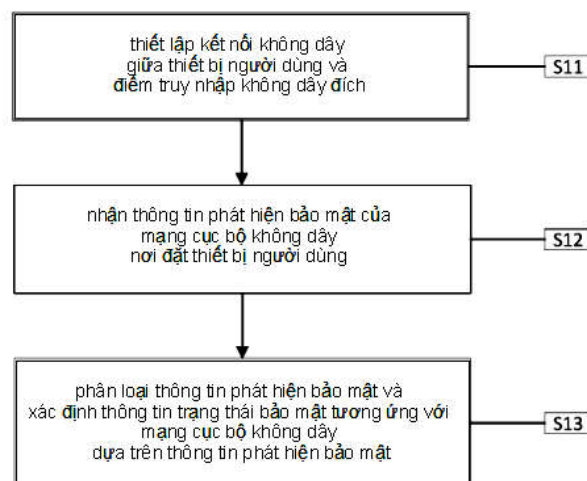 thiết lập kết nối không dây
giữa thiết bị người dùng và
điểm truy nhập không dây đích
S11
nhận thông tin phát hiện bảo mật của
mạng cục bộ không dây
nơi đặt thiết bị người dùng
S12
phân loại thông tin phát hiện bảo mật và
xác định thông tin trạng thái bảo mật tương ứng với
mạng cục bộ không dây
dựa trên thông tin phát hiện bảo mật
S13